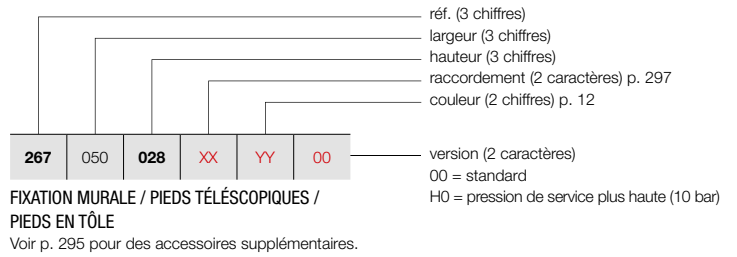 réf. (3 chiffres)
largeur (3 chiffres)
hauteur (3 chiffres)
raccordement (2 caractères) p. 297
couleur (2 chiffres) p. 12
267 050 028 XX YY 00
version (2 caractères)
00 = standard
H0 = pression de service plus haute (10 bar)
FIXATION MURALE / PIEDS TÉLÉSCOPIQUES /
PIEDS EN TÔLE
Voir p. 295 pour des accessoires supplémentaires.